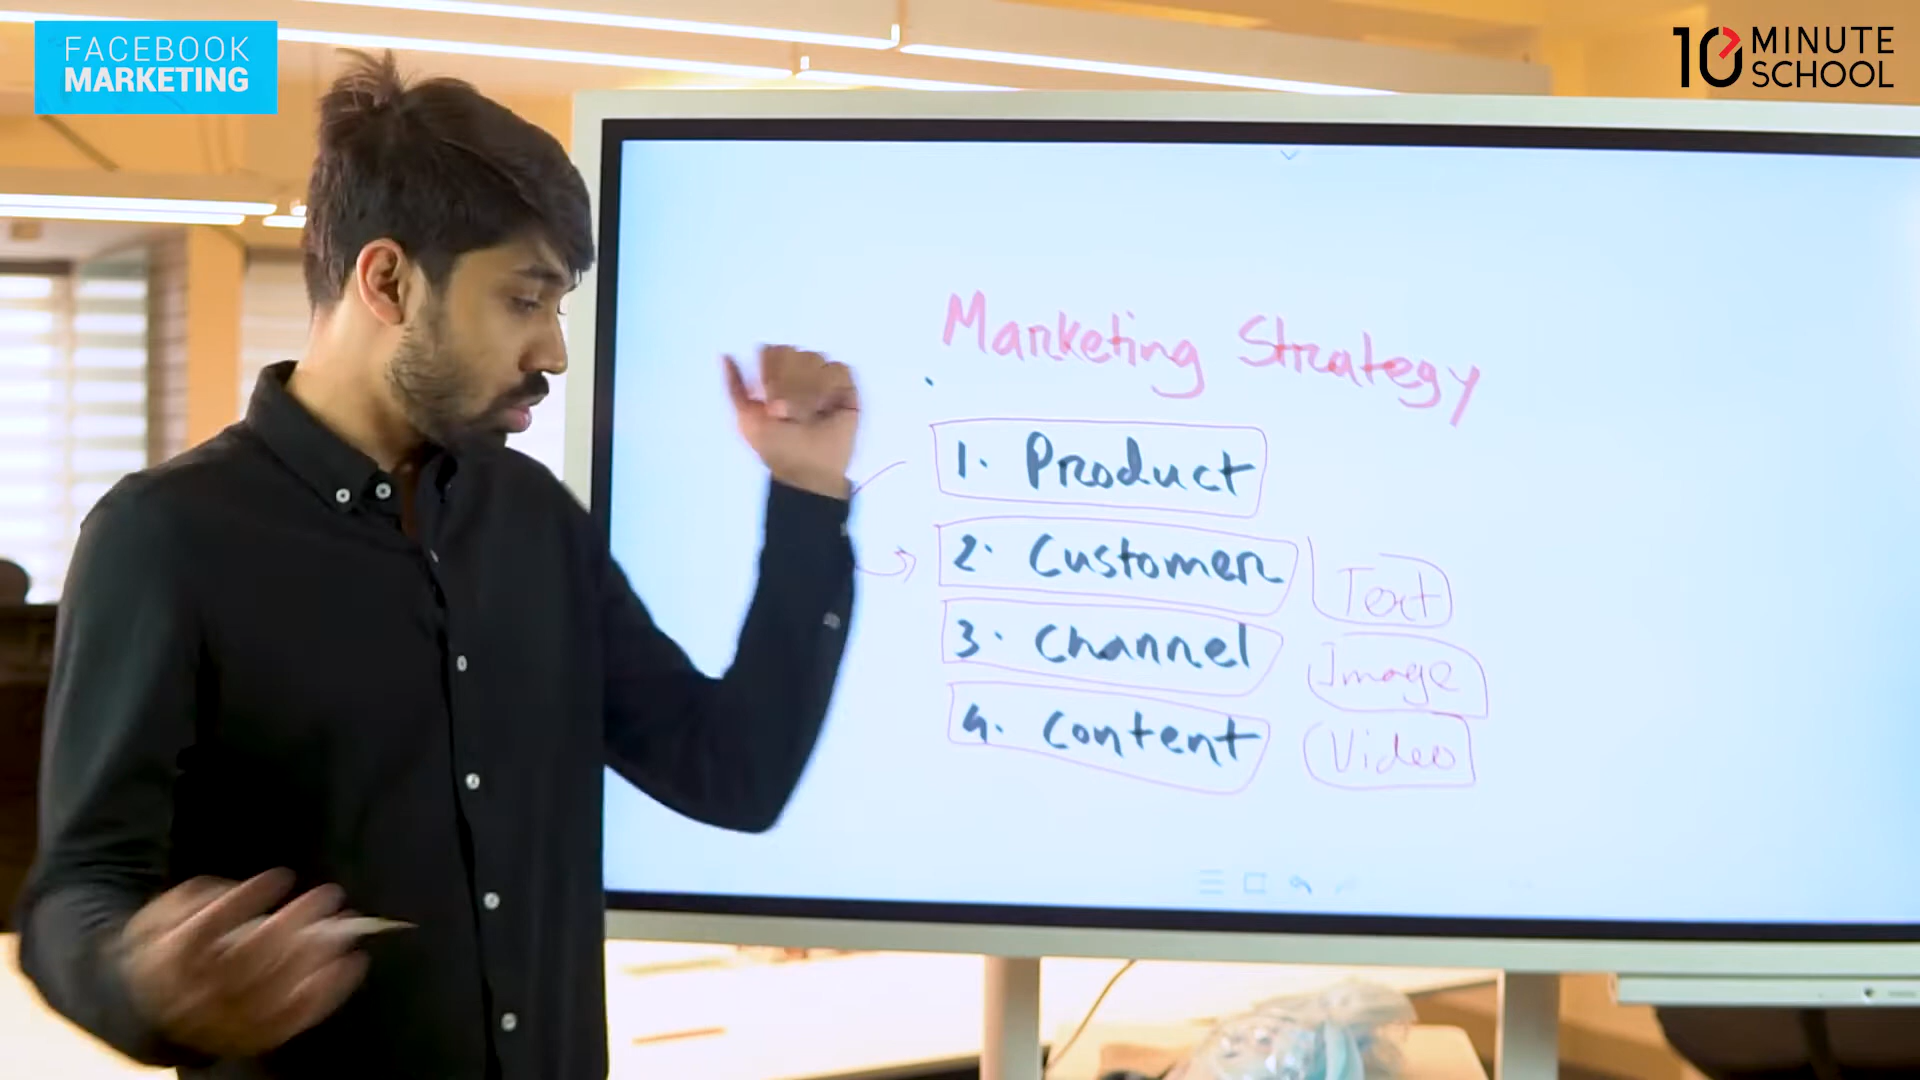 FACEBOOK
MARKETING
10 MINUTE
SCHOOL
Marketing Strategy
1. Product
2. Customer
3. Channel
4. Content
Text
Image
Video